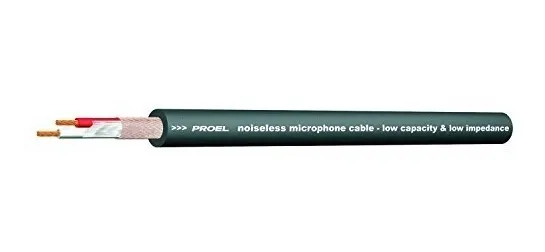 >>> PROEL noiseless microphone cable - low capacity & low impedance